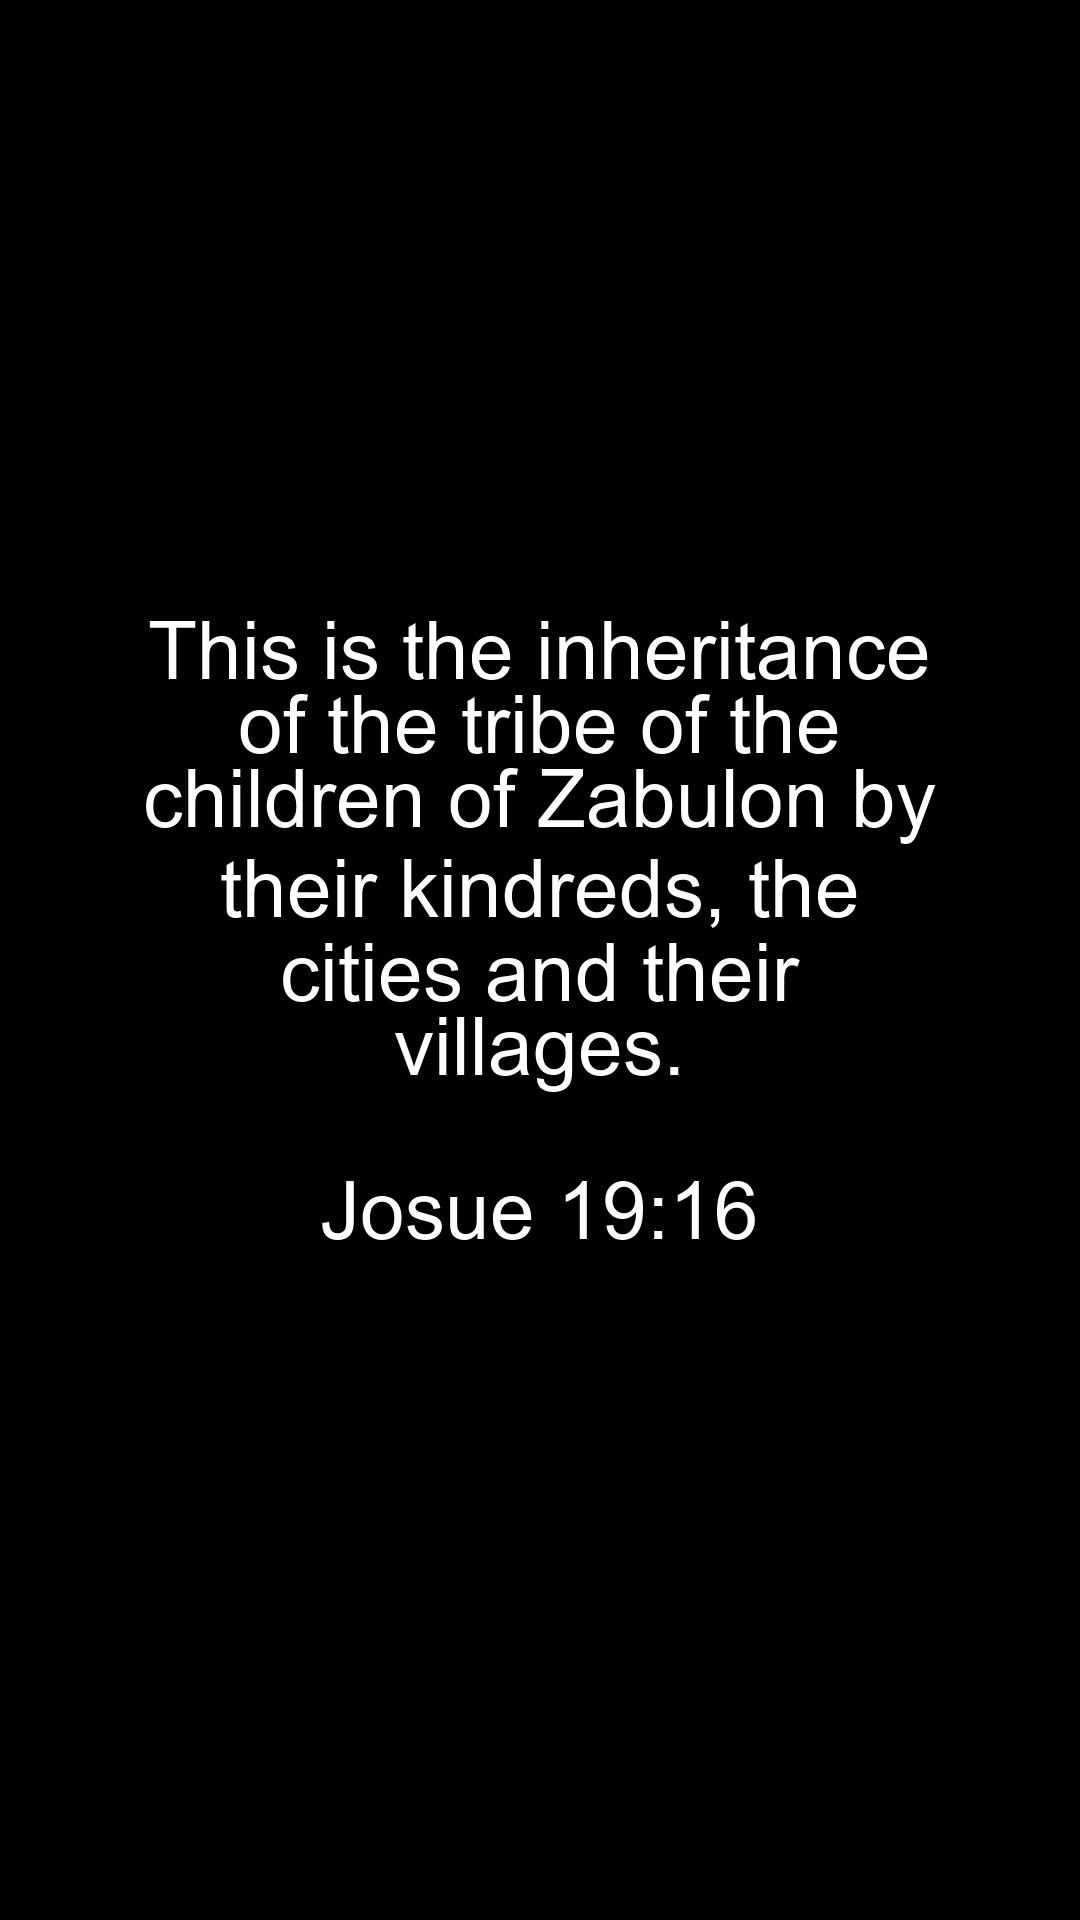 This is the inheritance
of the tribe of the
children of Zabulon by
their kindreds, the
cities and their
villages.
Josue 19:16